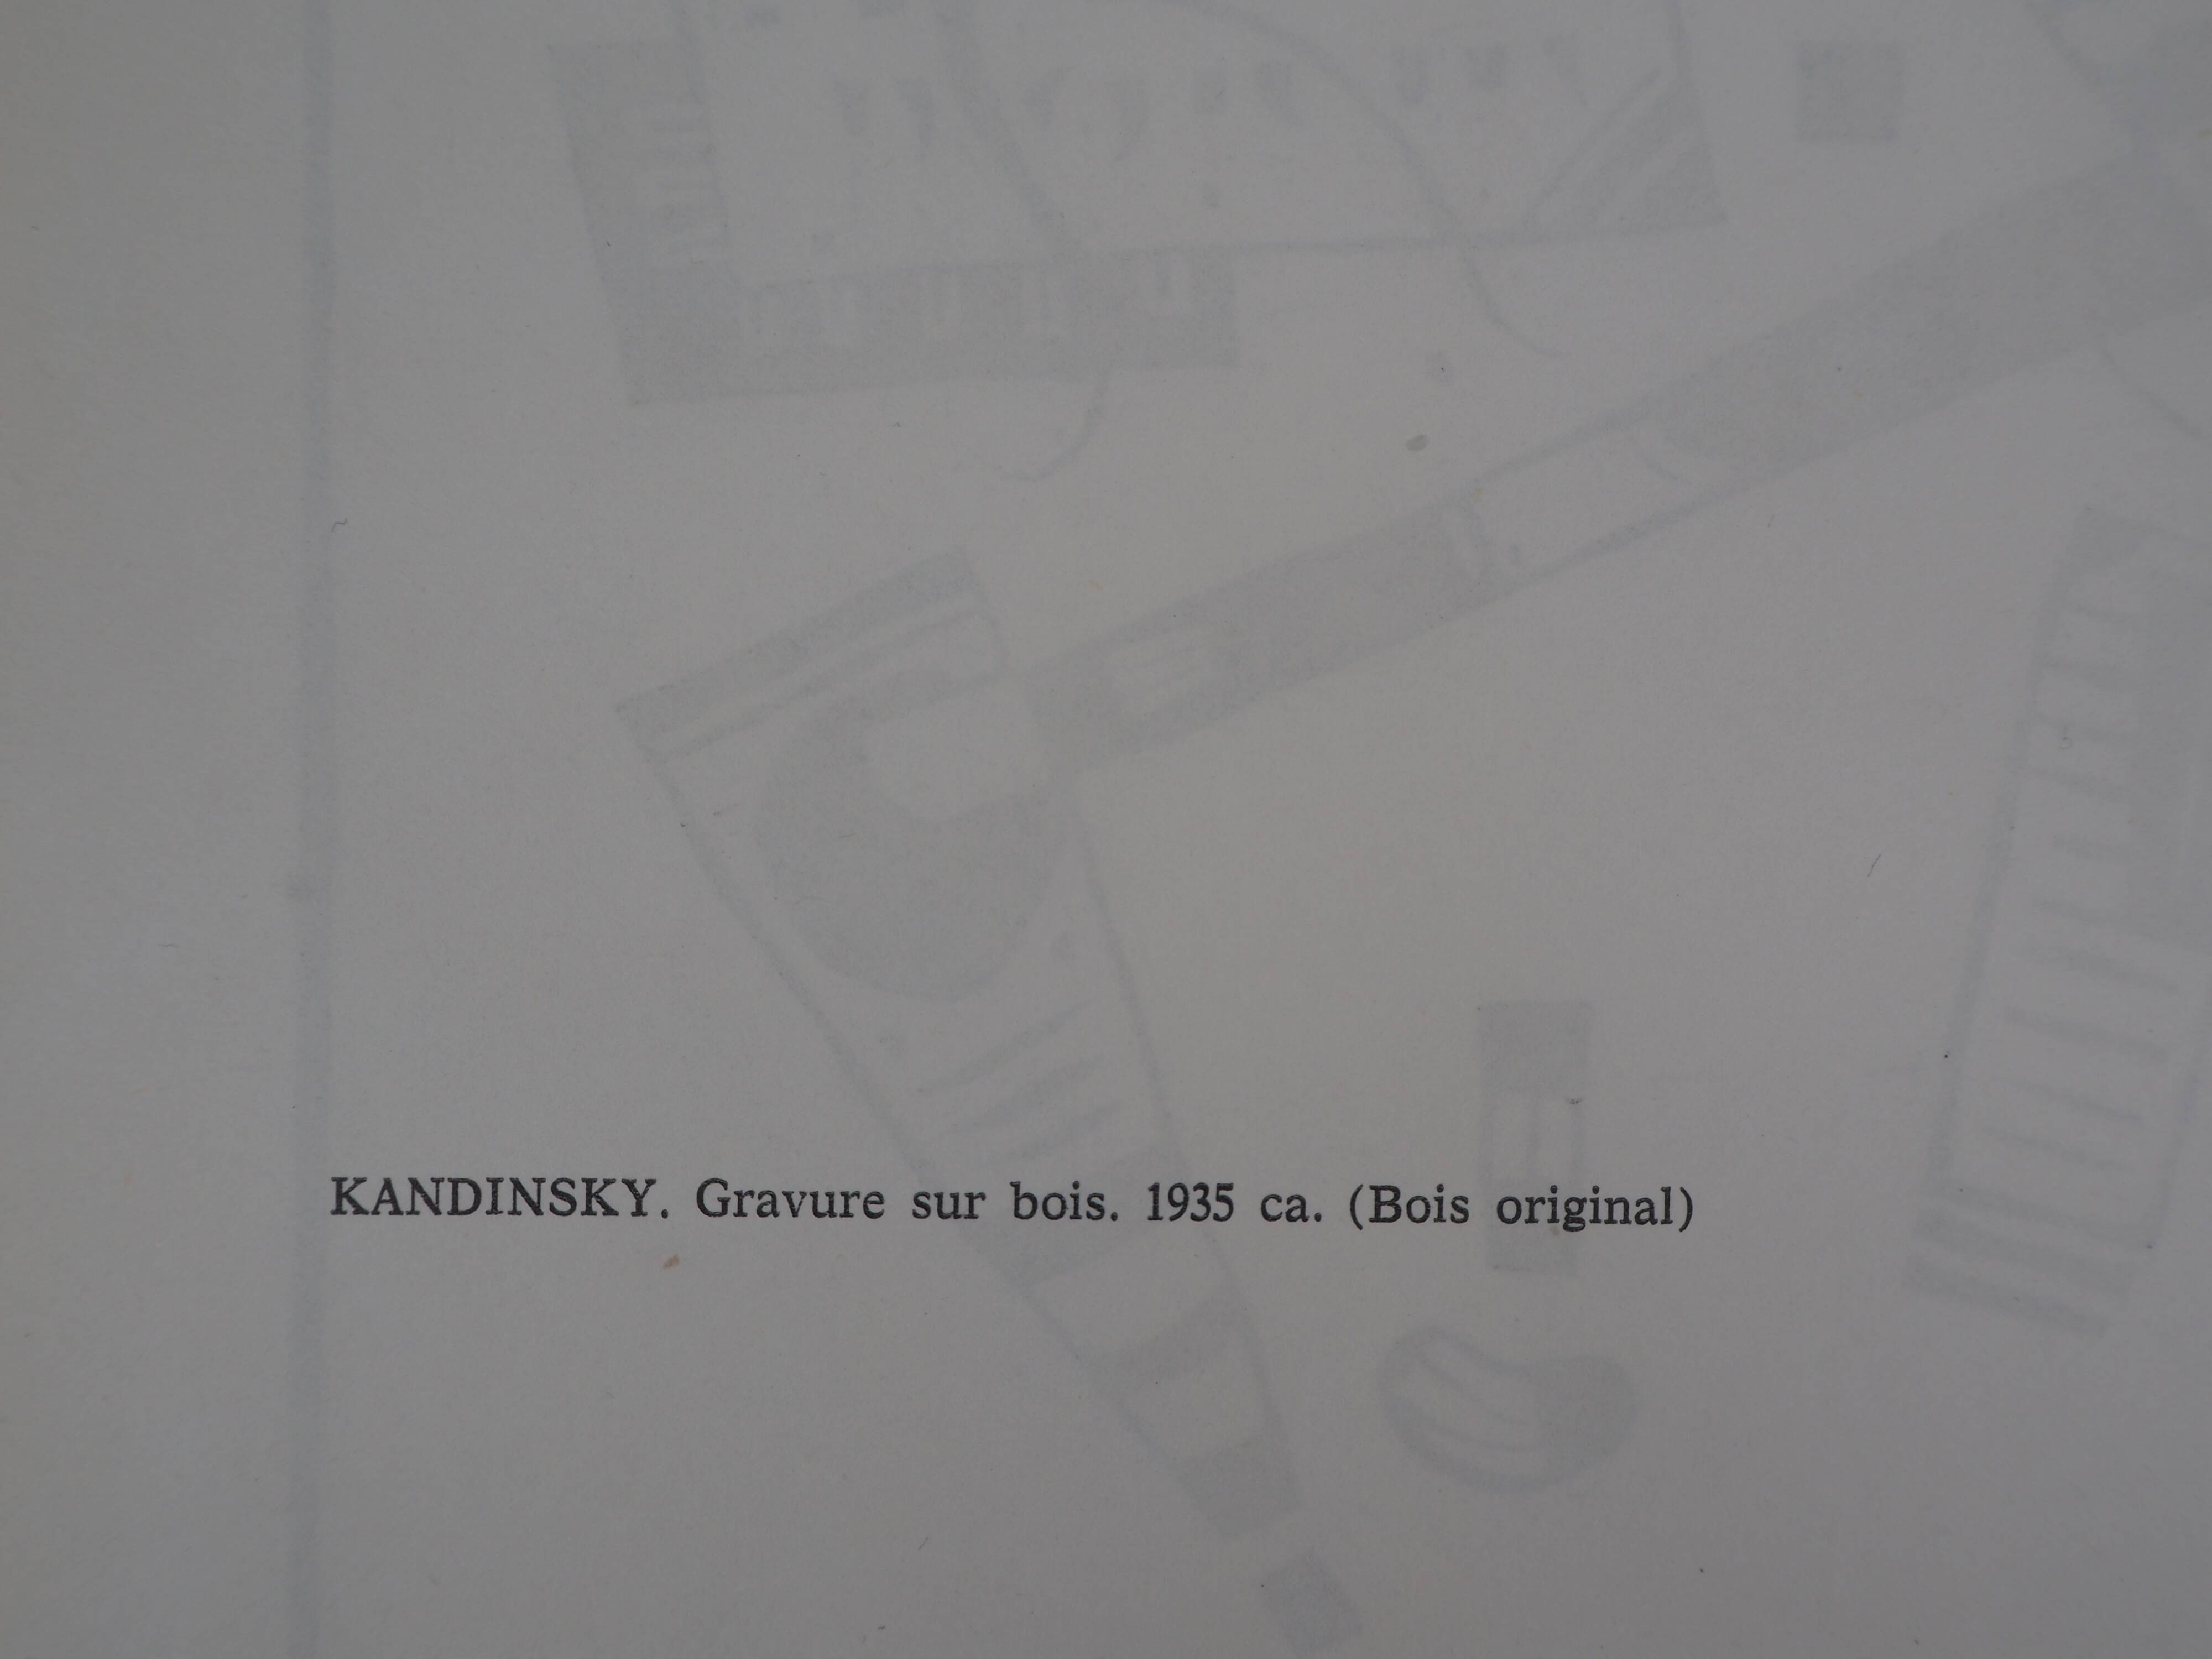 KANDINSKY. Gravure sur bois. 1935 ca. (Bois original)